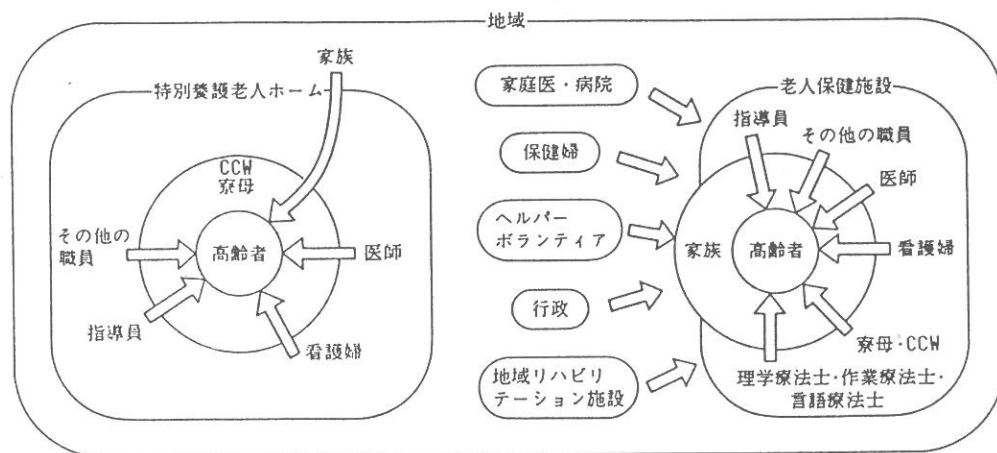 地域
家族
特別養護老人ホーム
CCW
寮母
その他の
職員
高齢者
医師
指導員
看護婦
家庭医・病院
保健婦
ヘルパー
ボランティア
行政
地域リハビリ
テーション施設
老人保健施設
指導員
その他の職員
医師
家族
高齢者
看護婦
寮母・CCW
理学療法士・作業療法士・
言語療法士